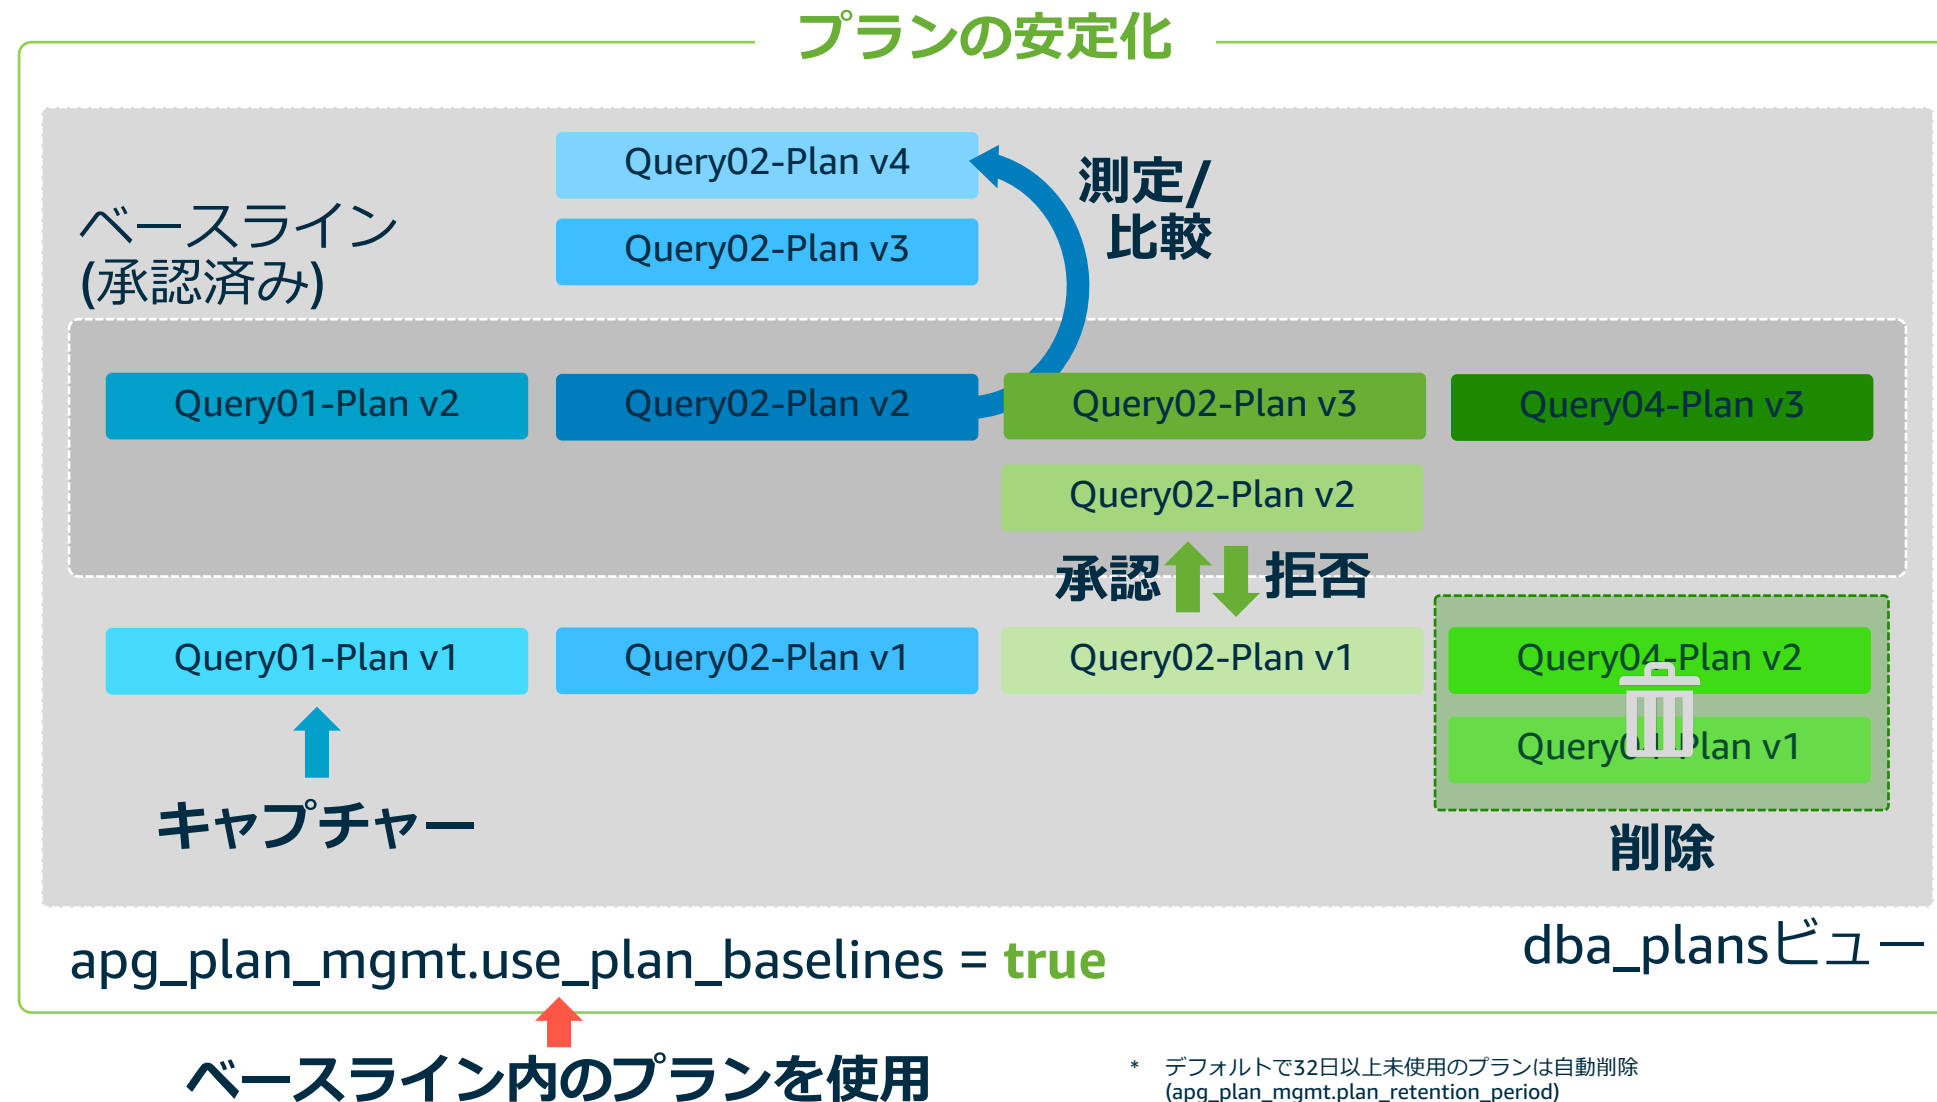 プランの安定化
Query02-Plan v4
測定/
比較
ベースライン
(承認済み)
Query02-Plan v3
Query01-Plan v2
Query02-Plan v2
Query02-Plan v3
Query04-Plan v3
Query02-Plan v2
承認
拒否
Query01-Plan v1
Query02-Plan v1
Query02-Plan v1
Query04-Plan v2
Query04-Plan v1
キャプチャー
削除
apg_plan_mgmt.use_plan_baselines = true
dba_plansビュー
ベースライン内のプランを使用
* デフォルトで32日以上未使用のプランは自動削除
(apg_plan_mgmt.plan_retention_period)